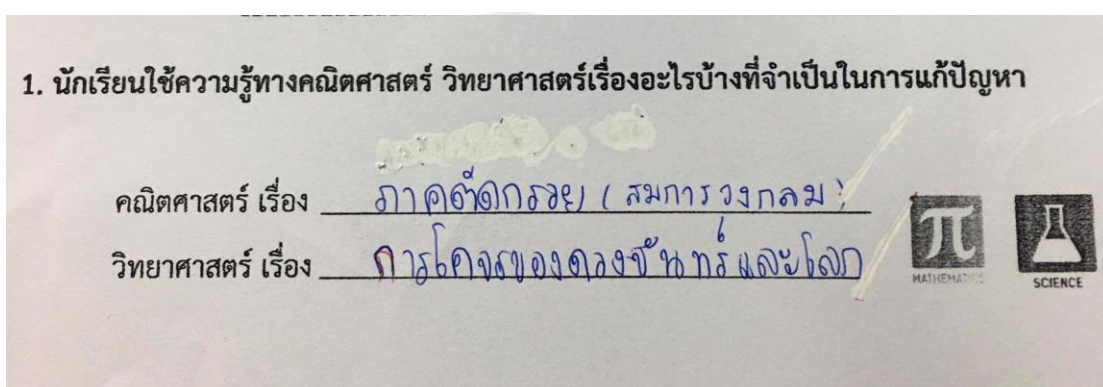 1. นักเรียนใช้ความรู้ทางคณิตศาสตร์ วิทยาศาสตร์เรื่องอะไรบ้างที่จำเป็นในการแก้ปัญหา
คณิตศาสตร์ เรื่อง ภาคตัดกรวย (สมการวงกลม)
วิทยาศาสตร์ เรื่อง การโคจรของดวงจันทร์และโลก
π
MATHEMATICS
SCIENCE